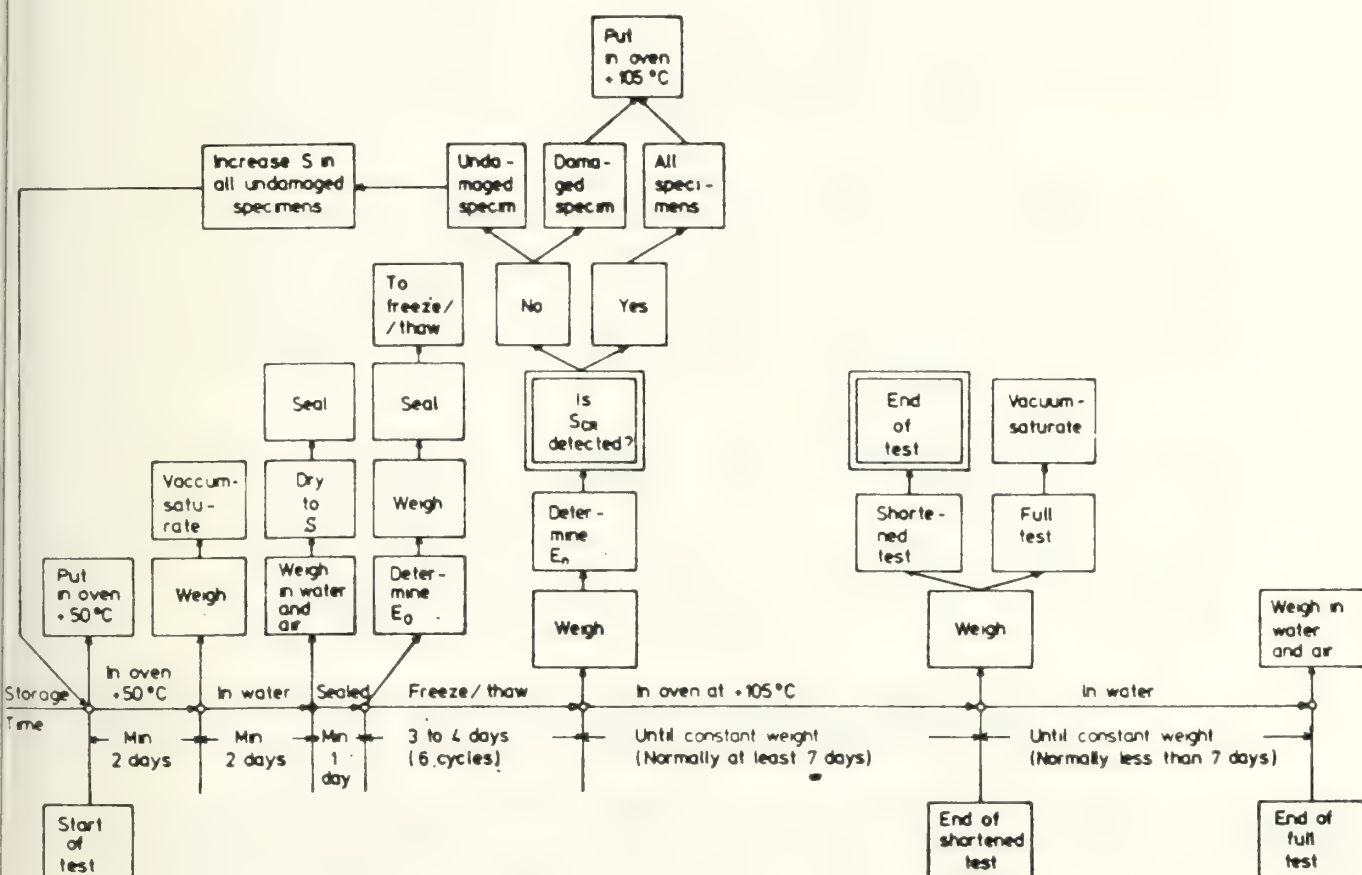 Put
in oven
+ 105 °C
Increase S in
all undamaged
specimens
Unda -
maged
specim
Dama -
ged
specim
All
speci -
mens
To
freeze/
/thaw
No
Yes
Seal
Seal
Is
SCR
detected?
End
of
test
Vacuum-
saturate
Vaccum-
satu -
rate
Dry
to
S
Weigh
Deter -
mine
En
Shorte -
ned
test
Full
test
Put
in oven
+ 50°C
Weigh
Weigh
in water
and
air
Deter -
mine
E0
Weigh
Weigh
Weigh in
water
and air
Storage
In oven
+50°C
In water
Sealed
Freeze/ thaw
In oven at +105°C
In water
Time
Min
2 days
Min
2 days
Min
1
day
3 to 4 days
(6 cycles)
Until constant weight
(Normally at least 7 days)
Until constant weight
(Normally less than 7 days)
Start
of
test
End of
shortened
test
End of
full
test